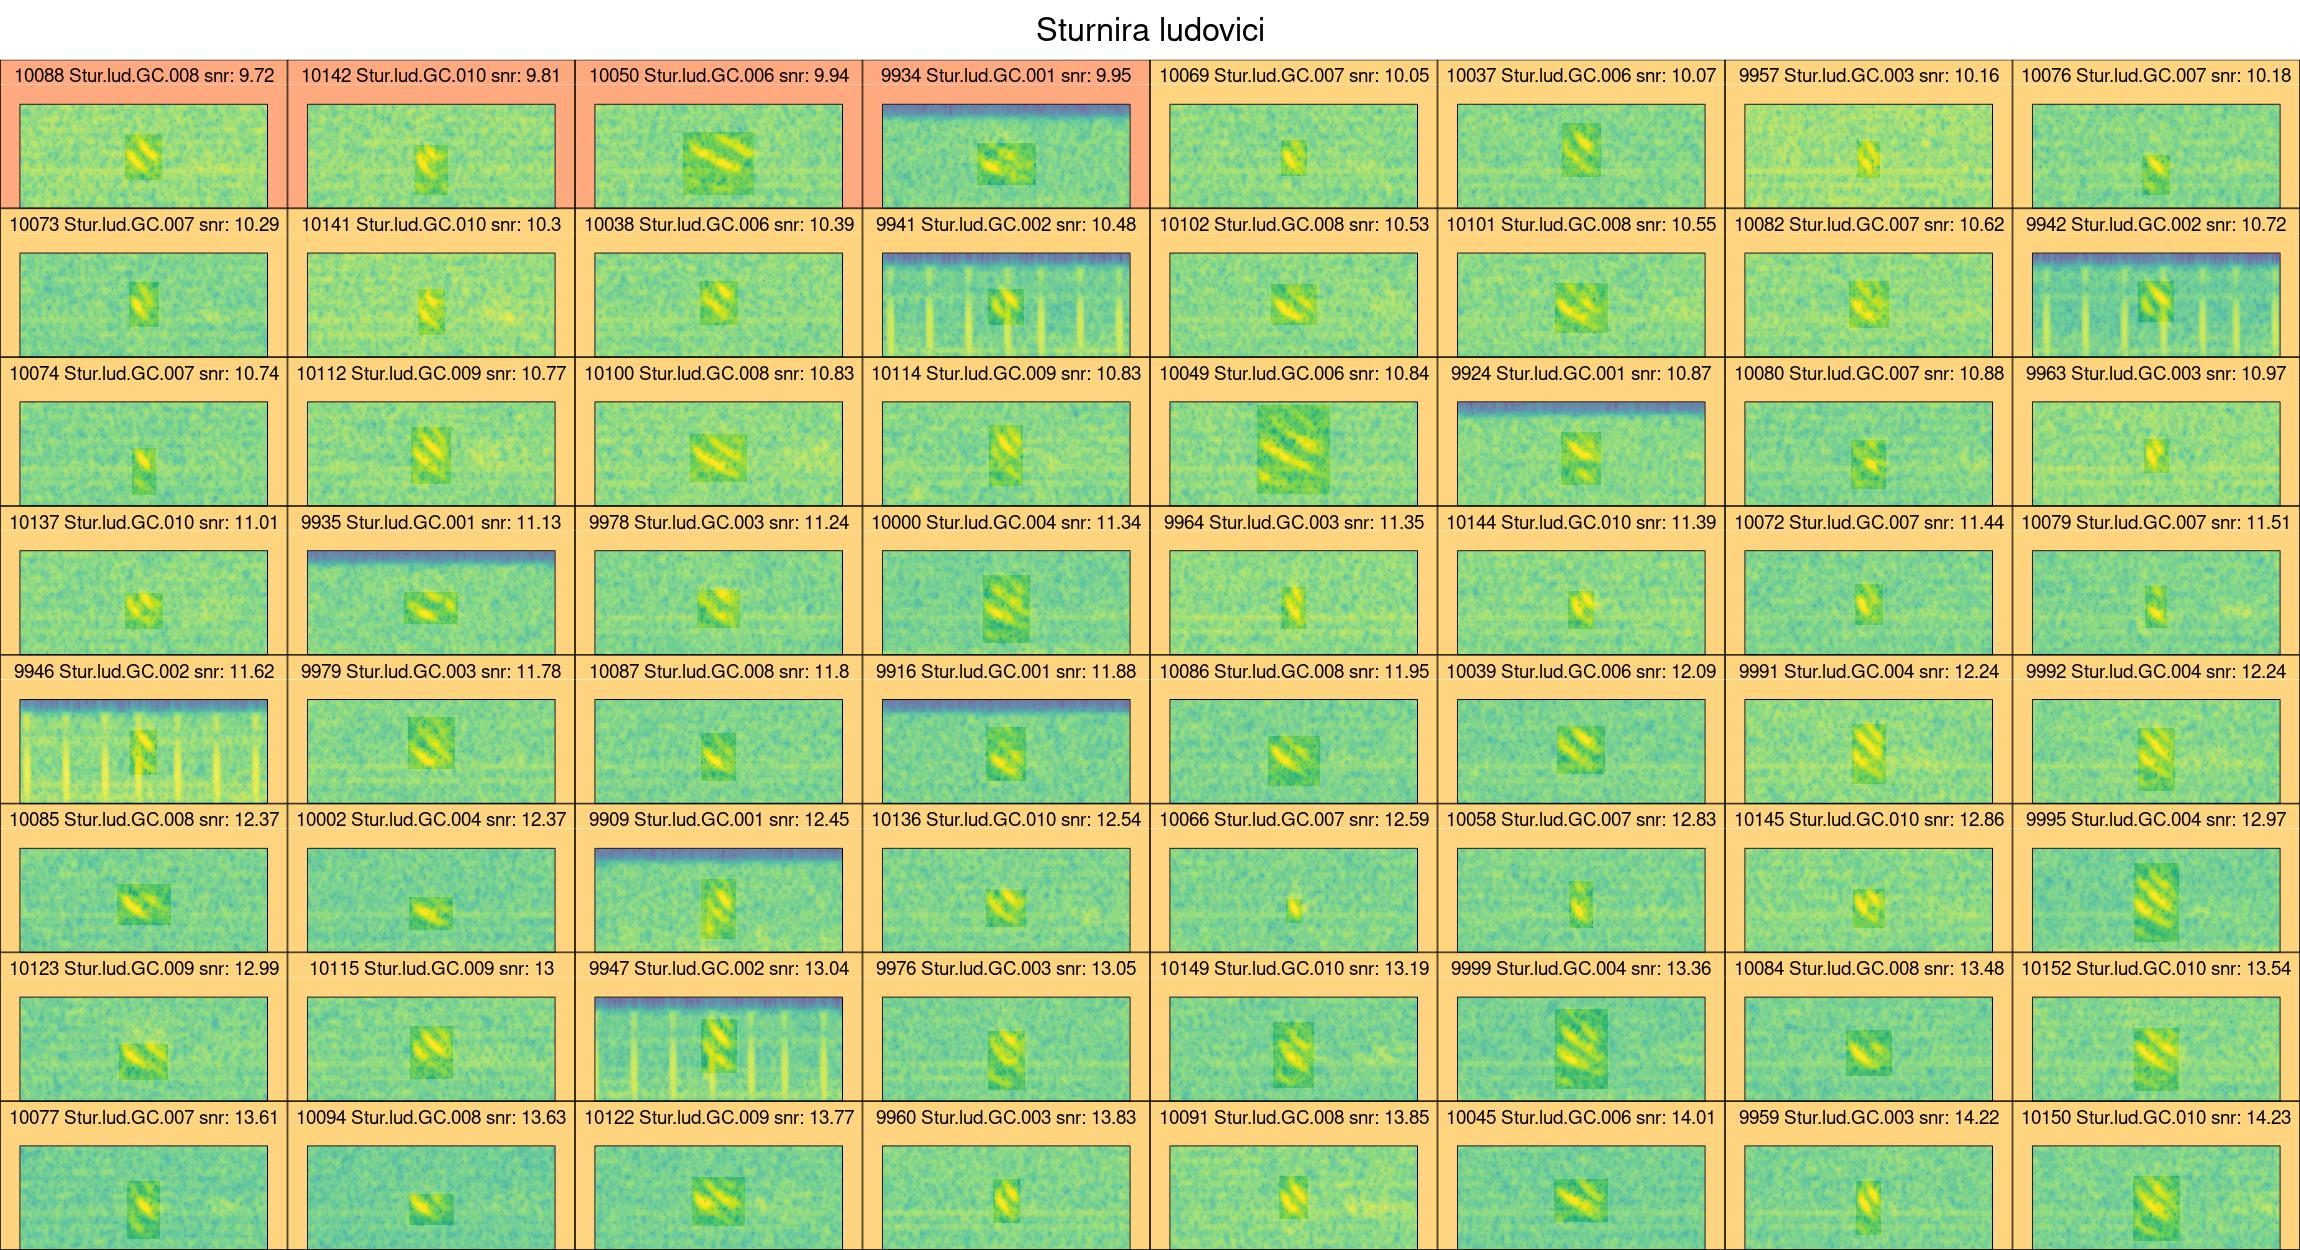 Sturnira ludovici
10088 Stur.lud.GC.008 snr: 9.72
10142 Stur.lud.GC.010 snr: 9.81
10050 Stur.lud.GC.006 snr: 9.94
9934 Stur.lud.GC.001 snr: 9.95
10069 Stur.lud.GC.007 snr: 10.05
10037 Stur.lud.GC.006 snr: 10.07
9957 Stur.lud.GC.003 snr: 10.16
10076 Stur.lud.GC.007 snr: 10.18
10073 Stur.lud.GC.007 snr: 10.29
10141 Stur.lud.GC.010 snr: 10.3
10038 Stur.lud.GC.006 snr: 10.39
9941 Stur.lud.GC.002 snr: 10.48
10102 Stur.lud.GC.008 snr: 10.53
10101 Stur.lud.GC.008 snr: 10.55
10082 Stur.lud.GC.007 snr: 10.62
9942 Stur.lud.GC.002 snr: 10.72
10074 Stur.lud.GC.007 snr: 10.74
10112 Stur.lud.GC.009 snr: 10.77
10100 Stur.lud.GC.008 snr: 10.83
10114 Stur.lud.GC.009 snr: 10.83
10049 Stur.lud.GC.006 snr: 10.84
9924 Stur.lud.GC.001 snr: 10.87
10080 Stur.lud.GC.007 snr: 10.88
9963 Stur.lud.GC.003 snr: 10.97
10137 Stur.lud.GC.010 snr: 11.01
9935 Stur.lud.GC.001 snr: 11.13
9978 Stur.lud.GC.003 snr: 11.24
10000 Stur.lud.GC.004 snr: 11.34
9964 Stur.lud.GC.003 snr: 11.35
10144 Stur.lud.GC.010 snr: 11.39
10072 Stur.lud.GC.007 snr: 11.44
10079 Stur.lud.GC.007 snr: 11.51
9946 Stur.lud.GC.002 snr: 11.62
9979 Stur.lud.GC.003 snr: 11.78
10087 Stur.lud.GC.008 snr: 11.8
9916 Stur.lud.GC.001 snr: 11.88
10086 Stur.lud.GC.008 snr: 11.95
10039 Stur.lud.GC.006 snr: 12.09
9991 Stur.lud.GC.004 snr: 12.24
9992 Stur.lud.GC.004 snr: 12.24
10085 Stur.lud.GC.008 snr: 12.37
10002 Stur.lud.GC.004 snr: 12.37
9909 Stur.lud.GC.001 snr: 12.45
10136 Stur.lud.GC.010 snr: 12.54
10066 Stur.lud.GC.007 snr: 12.59
10058 Stur.lud.GC.007 snr: 12.83
10145 Stur.lud.GC.010 snr: 12.86
9995 Stur.lud.GC.004 snr: 12.97
10123 Stur.lud.GC.009 snr: 12.99
10115 Stur.lud.GC.009 snr: 13
9947 Stur.lud.GC.002 snr: 13.04
9976 Stur.lud.GC.003 snr: 13.05
10149 Stur.lud.GC.010 snr: 13.19
9999 Stur.lud.GC.004 snr: 13.36
10084 Stur.lud.GC.008 snr: 13.48
10152 Stur.lud.GC.010 snr: 13.54
10077 Stur.lud.GC.007 snr: 13.61
10094 Stur.lud.GC.008 snr: 13.63
10122 Stur.lud.GC.009 snr: 13.77
9960 Stur.lud.GC.003 snr: 13.83
10091 Stur.lud.GC.008 snr: 13.85
10045 Stur.lud.GC.006 snr: 14.01
9959 Stur.lud.GC.003 snr: 14.22
10150 Stur.lud.GC.010 snr: 14.23